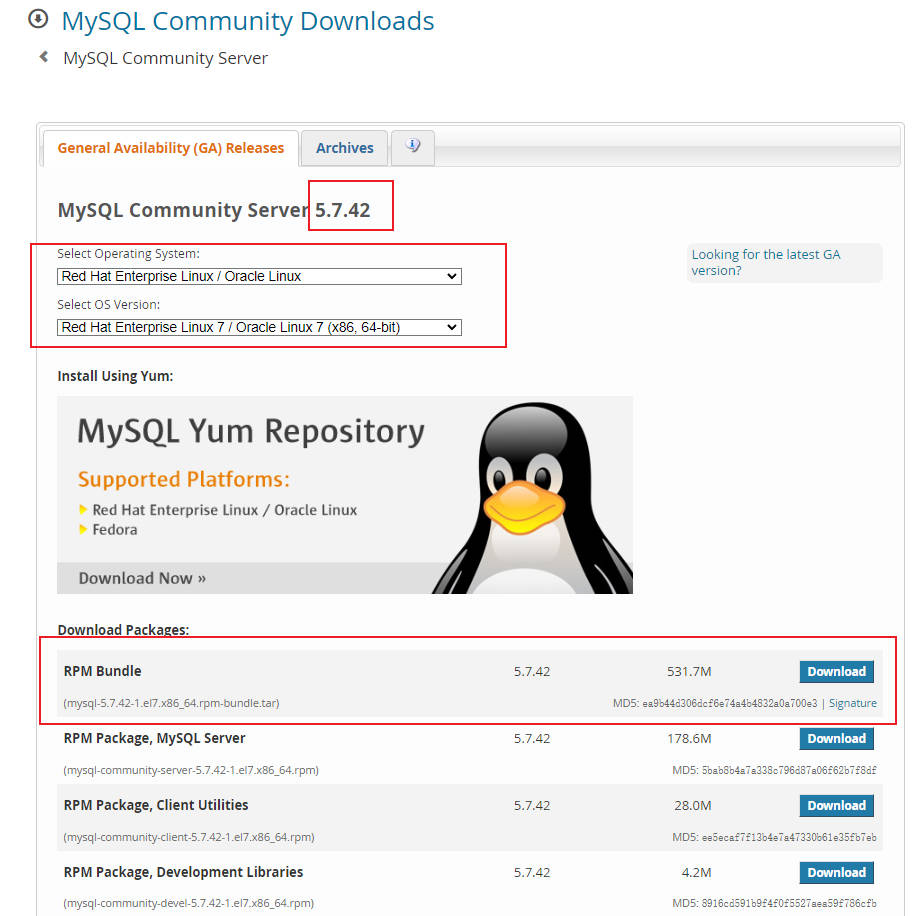 MySQL Community Downloads
MySQL Community Server
General Availability (GA) Releases
Archives
MySQL Community Server 5.7.42
Select Operating System:
Looking for the latest GA
version?
Red Hat Enterprise Linux / Oracle Linux
Select OS Version:
Red Hat Enterprise Linux 7 / Oracle Linux 7 (x86, 64-bit)
Install Using Yum:
MySQL Yum Repository
Supported Platforms:
Red Hat Enterprise Linux / Oracle Linux
Fedora
Download Now »
Download Packages:
RPM Bundle 5.7.42 531.7M Download
(mysql-5.7.42-1.el7.x86_64.rpm-bundle.tar) MD5: ea9b44d306dcf6e74a4b4832a0a700e3 | Signature
RPM Package, MySQL Server 5.7.42 178.6M Download
(mysql-community-server-5.7.42-1.el7.x86_64.rpm) MD5: 5bab8b4a7a338c796d87a06f62b7f8df
RPM Package, Client Utilities 5.7.42 28.0M Download
(mysql-community-client-5.7.42-1.el7.x86_64.rpm) MD5: ee5ecaf7f13b4e7a47330b61e35fb7eb
RPM Package, Development Libraries 5.7.42 4.2M Download
(mysql-community-devel-5.7.42-1.el7.x86_64.rpm) MD5: 8916cd591b9f4f0f5527aea59f786cfb